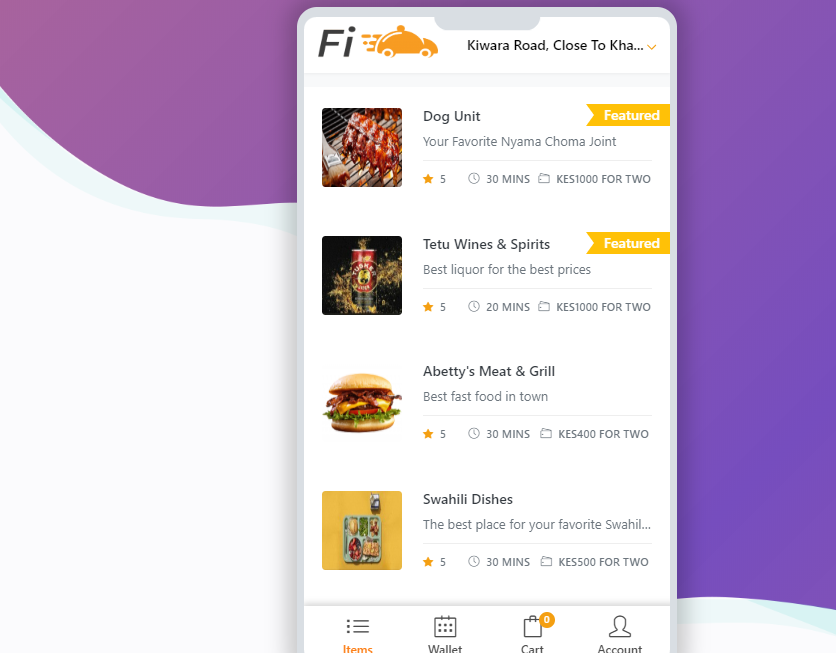 Fi
Kiwara Road, Close To Kha...
Dog Unit
Featured
Your Favorite Nyama Choma Joint
5 30 MINS KES1000 FOR TWO
Tetu Wines & Spirits
Featured
Best liquor for the best prices
5 20 MINS KES1000 FOR TWO
TUSKER
Abetty's Meat & Grill
Best fast food in town
5 30 MINS KES400 FOR TWO
Swahili Dishes
The best place for your favorite Swahil...
5 30 MINS KES500 FOR TWO
0
Items Wallet Cart Account